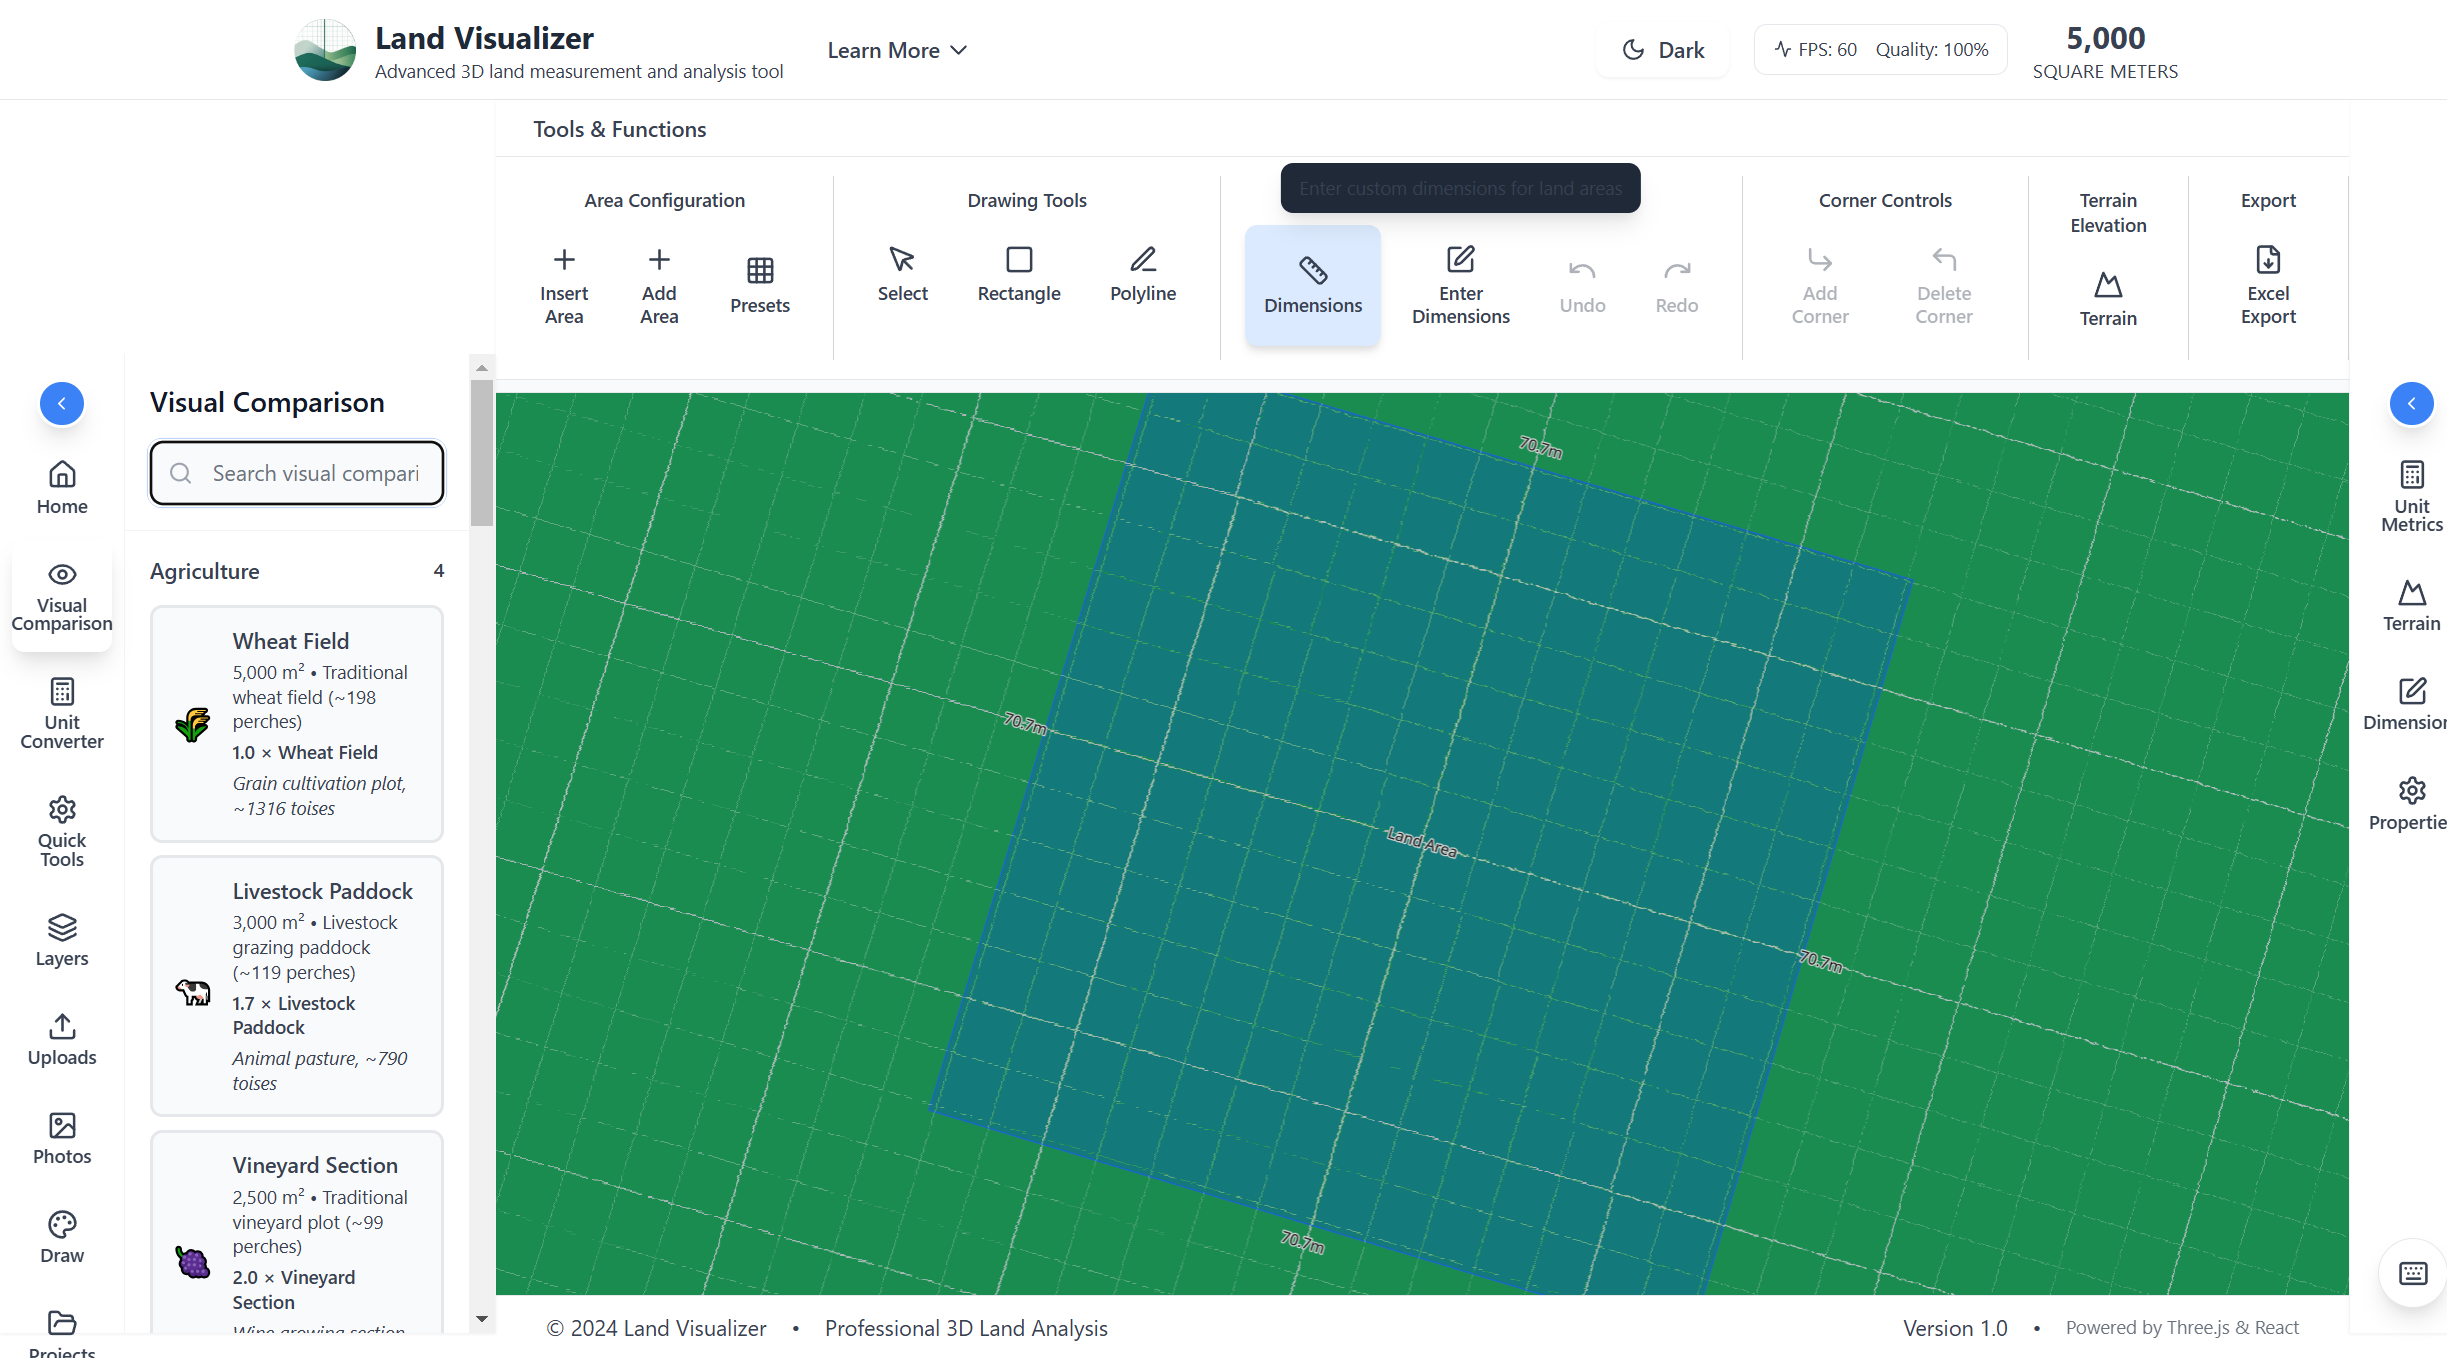 Land Visualizer
Advanced 3D land measurement and analysis tool
Learn More
Dark
FPS: 60 Quality: 100%
5,000
SQUARE METERS
Tools & Functions
Area Configuration
Insert
Area
Add
Area
Presets
Drawing Tools
Select
Rectangle
Polyline
Enter custom dimensions for land areas
Dimensions
Enter
Dimensions
Undo
Redo
Corner Controls
Add
Corner
Delete
Corner
Terrain
Elevation
Terrain
Export
Excel
Export
Home
Visual
Comparison
Unit
Converter
Quick
Tools
Layers
Uploads
Photos
Draw
Projects
Visual Comparison
Search visual compari
Agriculture 4
Wheat Field
5,000 m² • Traditional
wheat field (~198
perches)
1.0 × Wheat Field
Grain cultivation plot,
~1316 toises
Livestock Paddock
3,000 m² • Livestock
grazing paddock
(~119 perches)
1.7 × Livestock
Paddock
Animal pasture, ~790
toises
Vineyard Section
2,500 m² • Traditional
vineyard plot (~99
perches)
2.0 × Vineyard
Section
Wine growing section
70.7m
70.7m
Land Area
70.7m
70.7m
Unit
Metrics
Terrain
Dimension
Propertie
© 2024 Land Visualizer • Professional 3D Land Analysis
Version 1.0 • Powered by Three.js & React